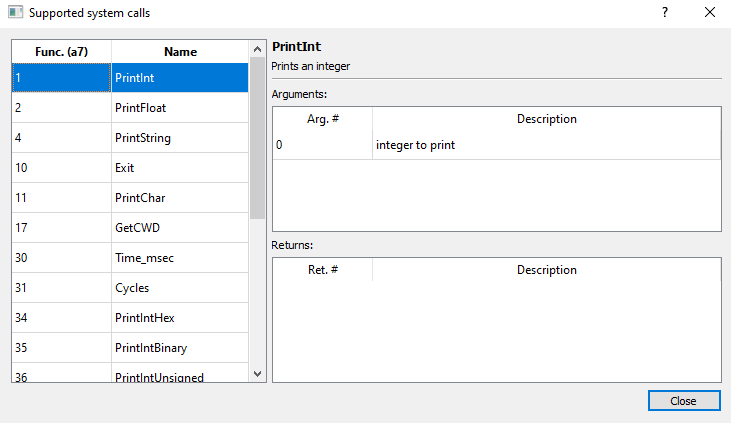 Supported system calls
?
Func. (a7) Name
1 PrintInt
2 PrintFloat
4 PrintString
10 Exit
11 PrintChar
17 GetCWD
30 Time_msec
31 Cycles
34 PrintIntHex
35 PrintIntBinary
36 PrintIntUnsigned
PrintInt
Prints an integer
Arguments:
Arg. # Description
0 integer to print
Returns:
Ret. # Description
Close